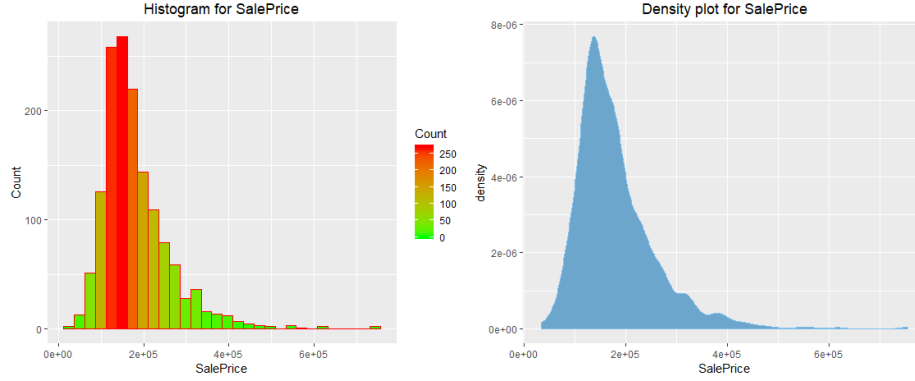 Histogram for SalePrice
Count
200
100
0
0e+00
2e+05
4e+05
6e+05
SalePrice
Count
250
200
150
100
50
0
Density plot for SalePrice
density
8e-06
6e-06
4e-06
2e-06
0e+00
0e+00
2e+05
4e+05
6e+05
SalePrice